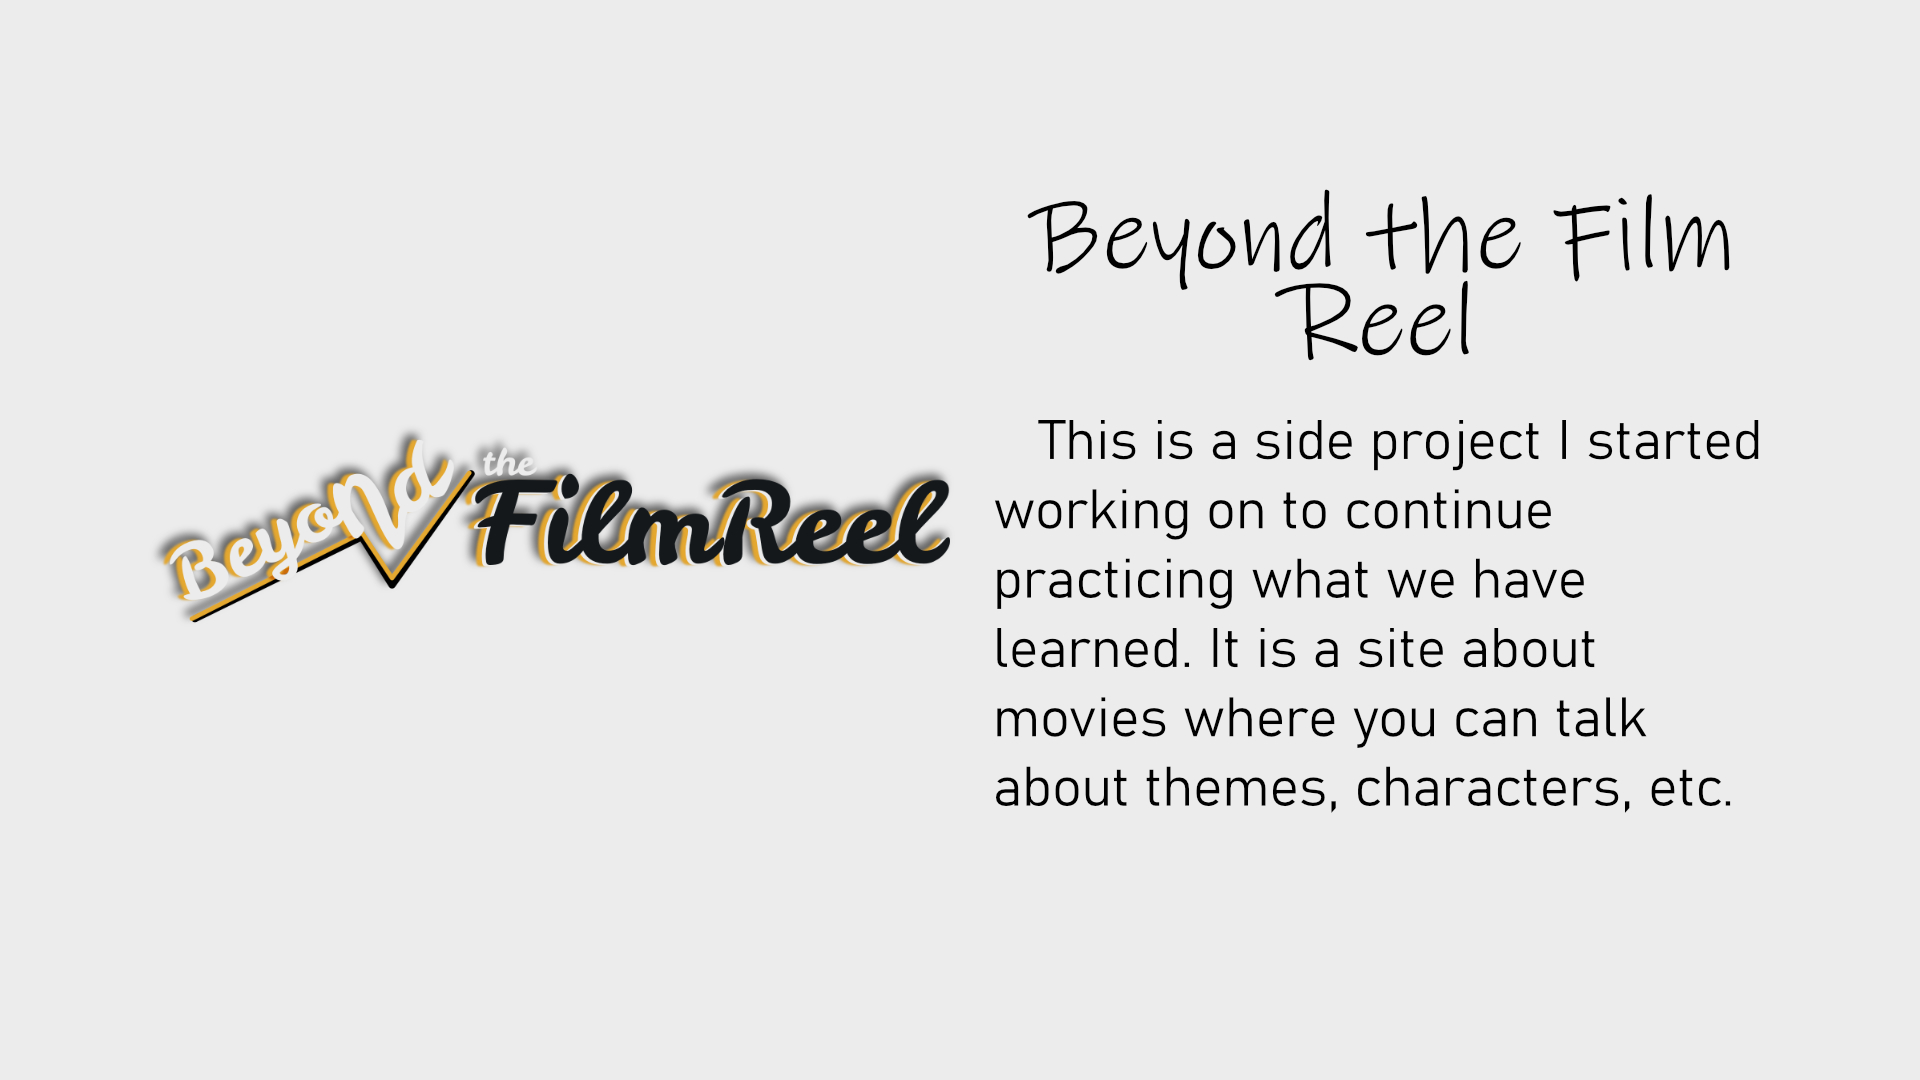 Beyond the
FilmReel
Beyond the Film
Reel
This is a side project I started
working on to continue
practicing what we have
learned. It is a site about
movies where you can talk
about themes, characters, etc.